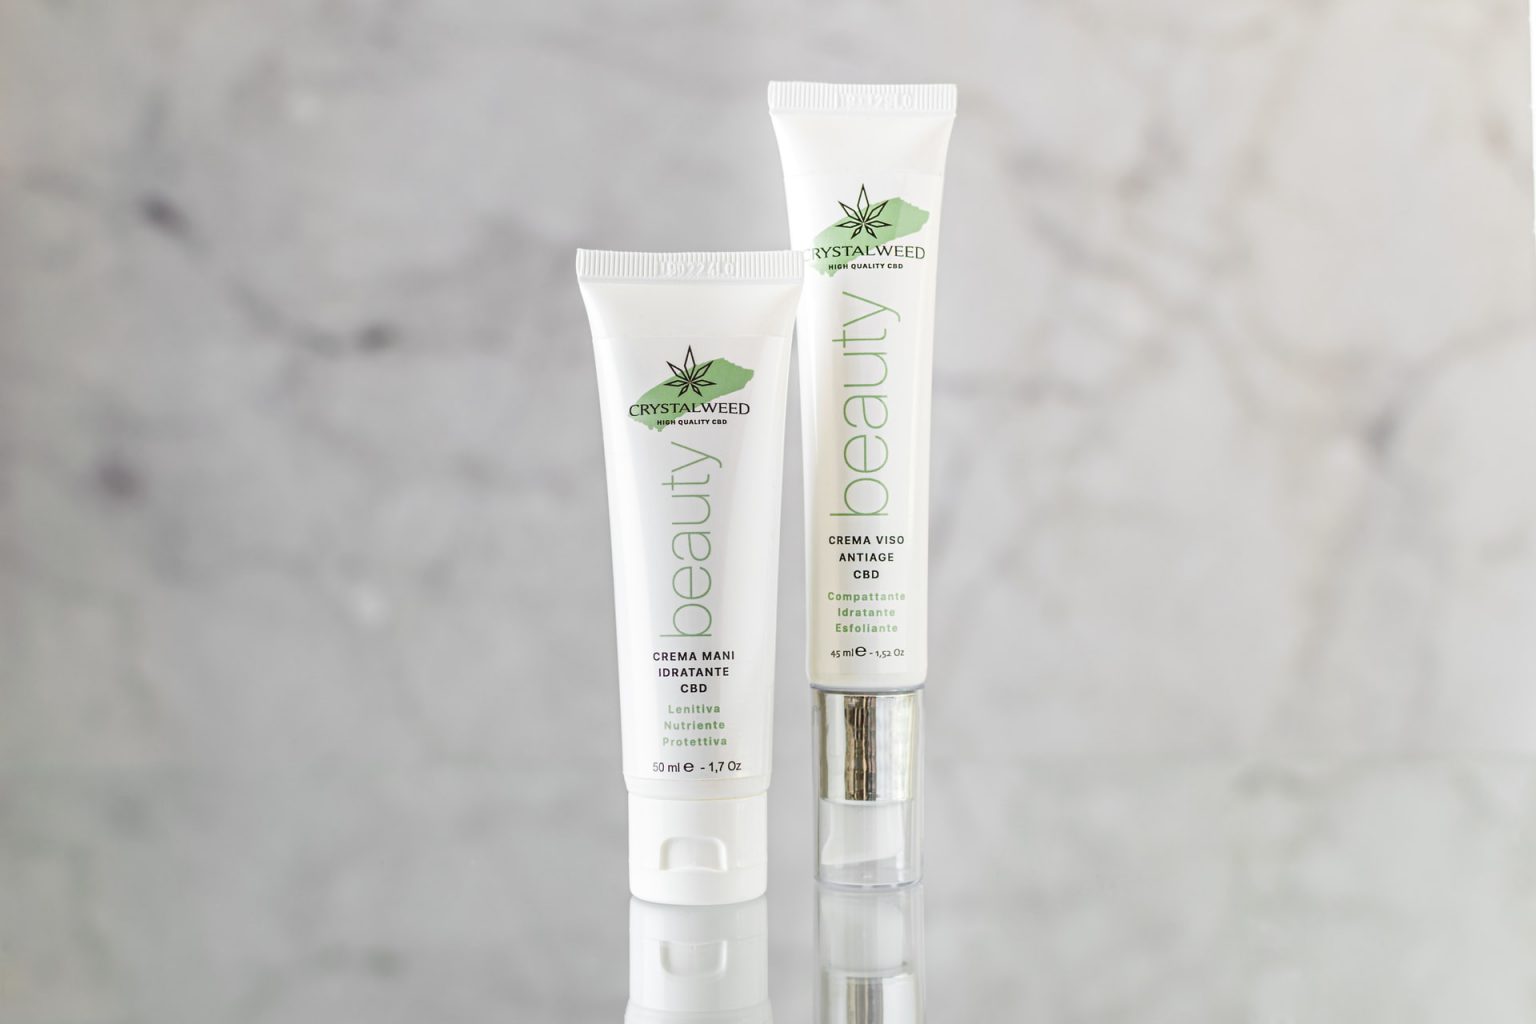 CRYSTALWEED
HIGH QUALITY CBD
beauty
CREMA MANI
IDRATANTE
CBD
Lenitiva
Nutriente
Protettiva
50 ml ℮ - 1,7 Oz
CRYSTALWEED
HIGH QUALITY CBD
beauty
CREMA VISO
ANTIAGE
CBD
Compattante
Idratante
Esfoliante
45 ml ℮ - 1,52 Oz